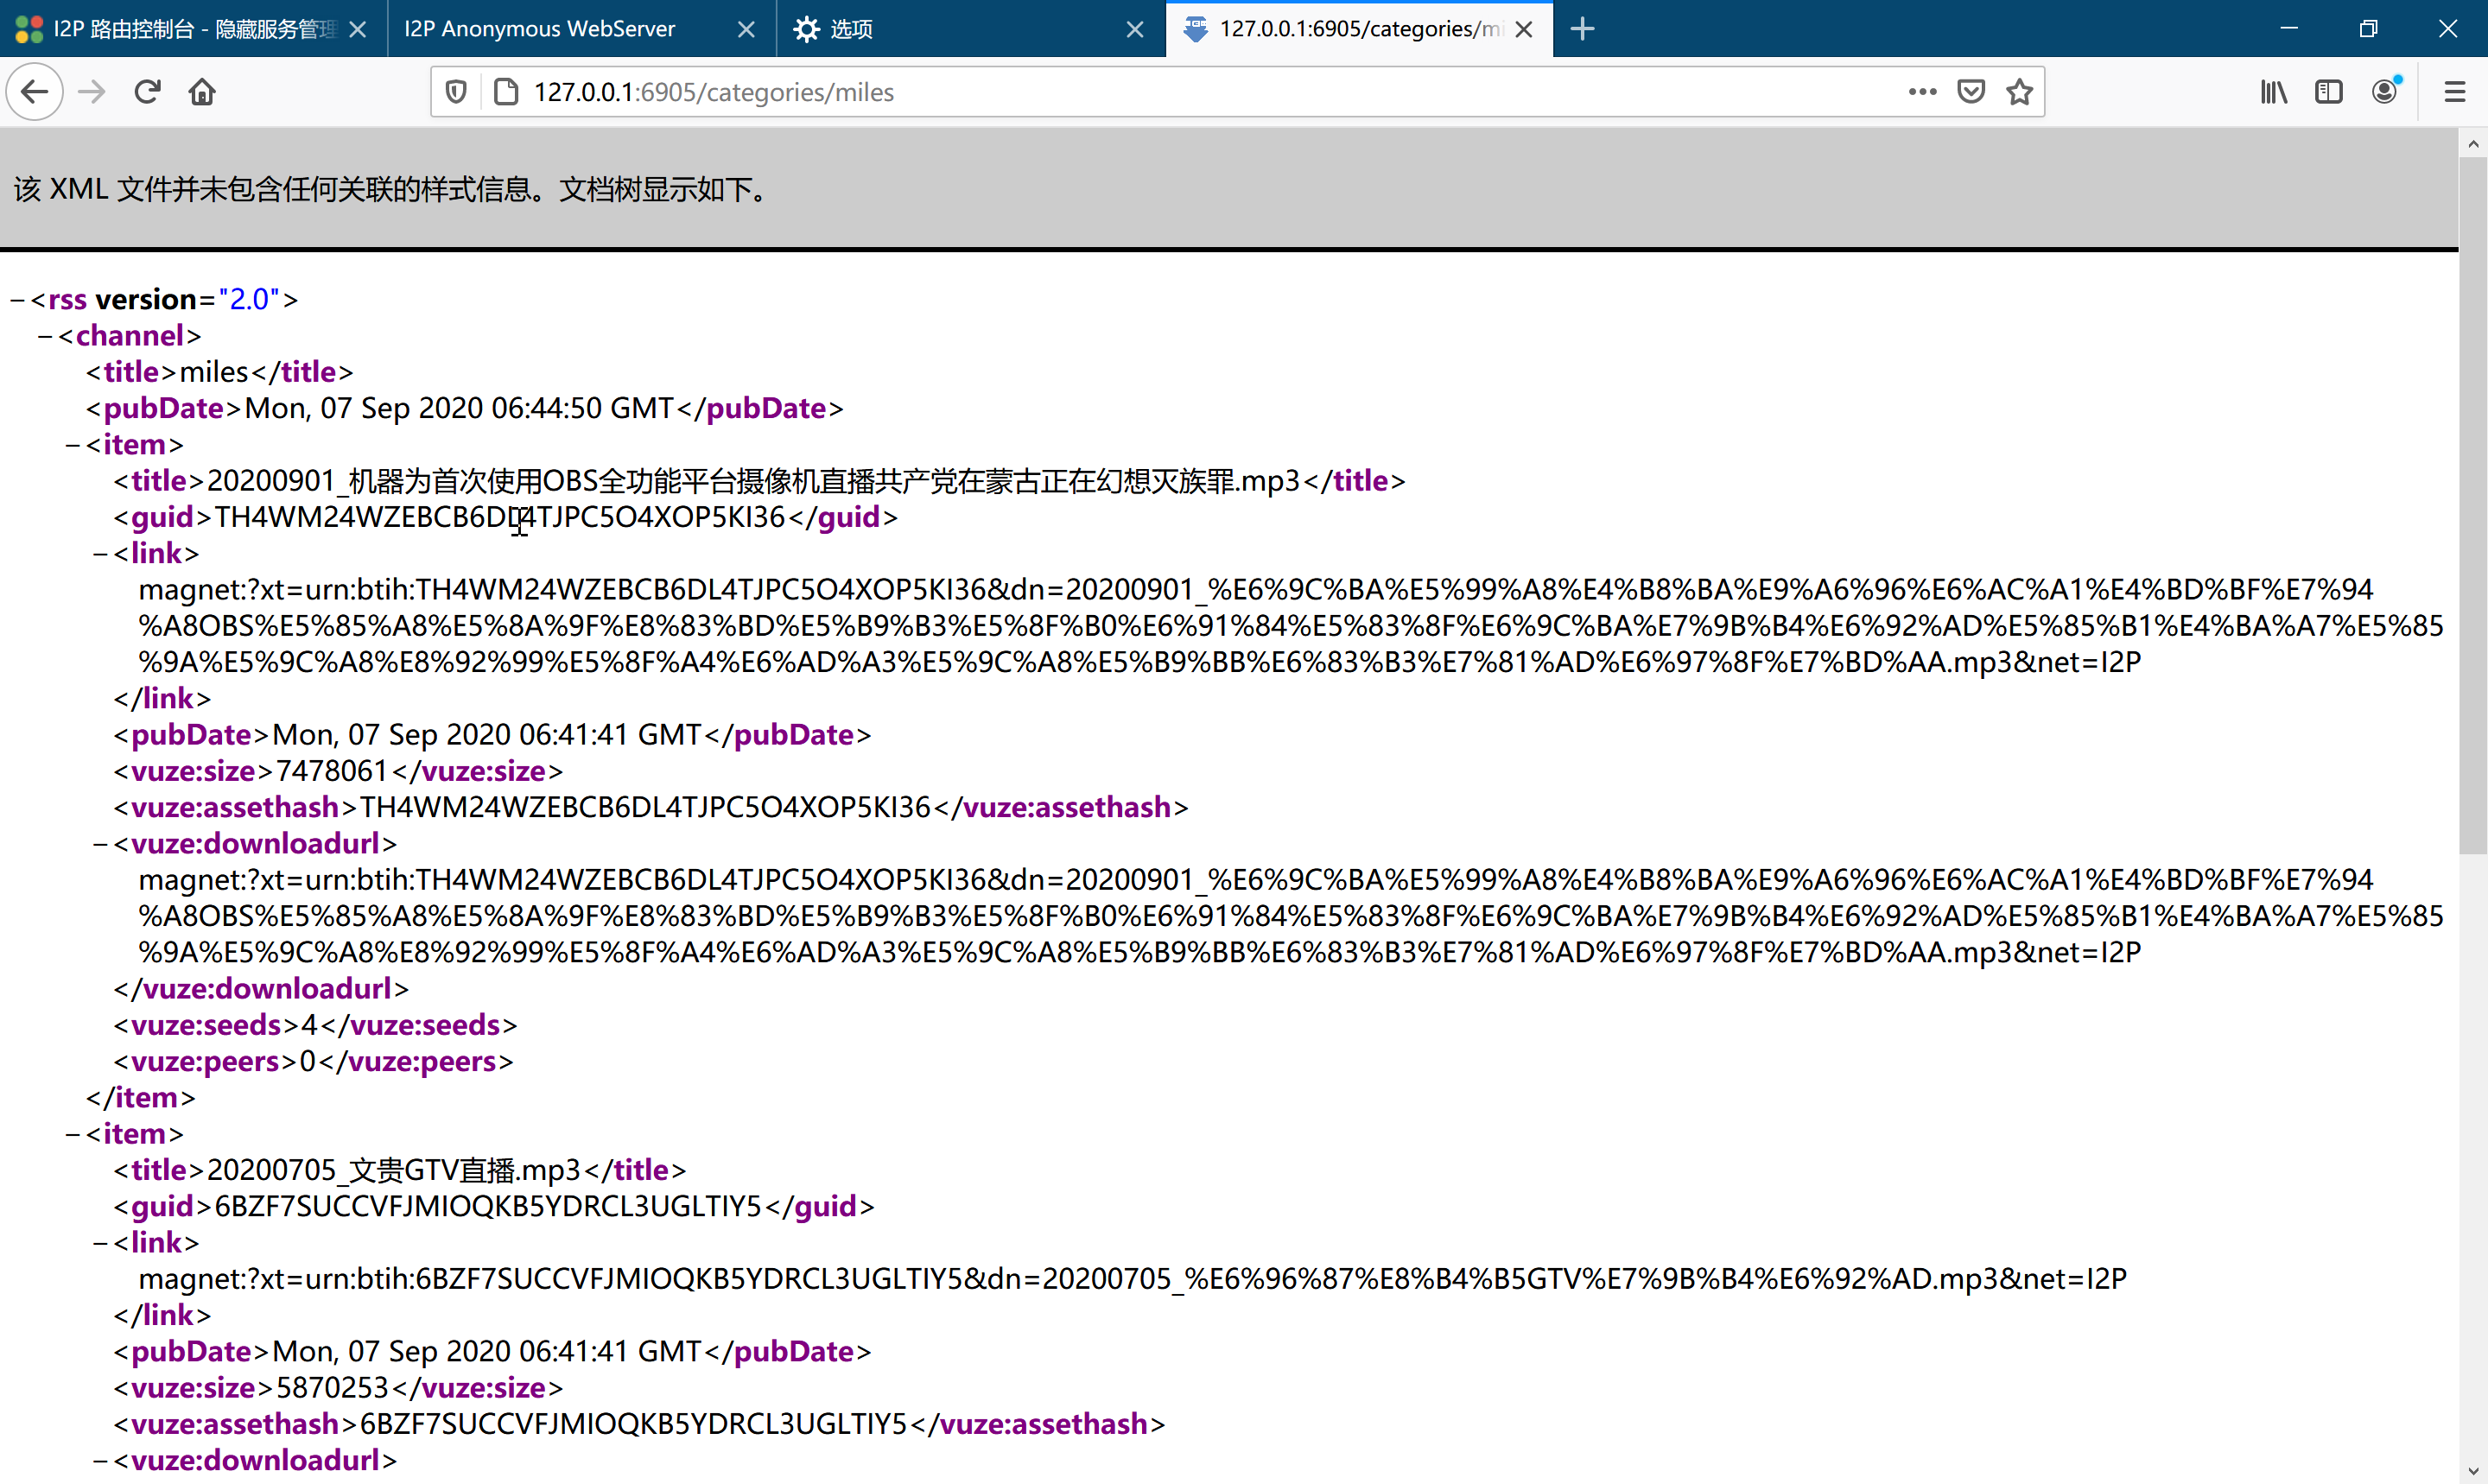 I2P 路由控制台 - 隐藏服务管理
I2P Anonymous WebServer
选项
127.0.0.1:6905/categories/mi
127.0.0.1:6905/categories/miles
该 XML 文件并未包含任何关联的样式信息。文档树显示如下。
−<rss version="2.0">
−<channel>
<title>miles</title>
<pubDate>Mon, 07 Sep 2020 06:44:50 GMT</pubDate>
−<item>
<title>20200901_机器为首次使用OBS全功能平台摄像机直播共产党在蒙古正在幻想灭族罪.mp3</title>
<guid>TH4WM24WZEBCB6DL4TJPC5O4XOP5KI36</guid>
−<link>
magnet:?xt=urn:btih:TH4WM24WZEBCB6DL4TJPC5O4XOP5KI36&dn=20200901_%E6%9C%BA%E5%99%A8%E4%B8%BA%E9%A6%96%E6%AC%A1%E4%BD%BF%E7%94
%A8OBS%E5%85%A8%E5%8A%9F%E8%83%BD%E5%B9%B3%E5%8F%B0%E6%91%84%E5%83%8F%E6%9C%BA%E7%9B%B4%E6%92%AD%E5%85%B1%E4%BA%A7%E5%85
%9A%E5%9C%A8%E8%92%99%E5%8F%A4%E6%AD%A3%E5%9C%A8%E5%B9%BB%E6%83%B3%E7%81%AD%E6%97%8F%E7%BD%AA.mp3&net=I2P
</link>
<pubDate>Mon, 07 Sep 2020 06:41:41 GMT</pubDate>
<vuze:size>7478061</vuze:size>
<vuze:assethash>TH4WM24WZEBCB6DL4TJPC5O4XOP5KI36</vuze:assethash>
−<vuze:downloadurl>
magnet:?xt=urn:btih:TH4WM24WZEBCB6DL4TJPC5O4XOP5KI36&dn=20200901_%E6%9C%BA%E5%99%A8%E4%B8%BA%E9%A6%96%E6%AC%A1%E4%BD%BF%E7%94
%A8OBS%E5%85%A8%E5%8A%9F%E8%83%BD%E5%B9%B3%E5%8F%B0%E6%91%84%E5%83%8F%E6%9C%BA%E7%9B%B4%E6%92%AD%E5%85%B1%E4%BA%A7%E5%85
%9A%E5%9C%A8%E8%92%99%E5%8F%A4%E6%AD%A3%E5%9C%A8%E5%B9%BB%E6%83%B3%E7%81%AD%E6%97%8F%E7%BD%AA.mp3&net=I2P
</vuze:downloadurl>
<vuze:seeds>4</vuze:seeds>
<vuze:peers>0</vuze:peers>
</item>
−<item>
<title>20200705_文贵GTV直播.mp3</title>
<guid>6BZF7SUCCVFJMIOQKB5YDRCL3UGLTIY5</guid>
−<link>
magnet:?xt=urn:btih:6BZF7SUCCVFJMIOQKB5YDRCL3UGLTIY5&dn=20200705_%E6%96%87%E8%B4%B5GTV%E7%9B%B4%E6%92%AD.mp3&net=I2P
</link>
<pubDate>Mon, 07 Sep 2020 06:41:41 GMT</pubDate>
<vuze:size>5870253</vuze:size>
<vuze:assethash>6BZF7SUCCVFJMIOQKB5YDRCL3UGLTIY5</vuze:assethash>
−<vuze:downloadurl>